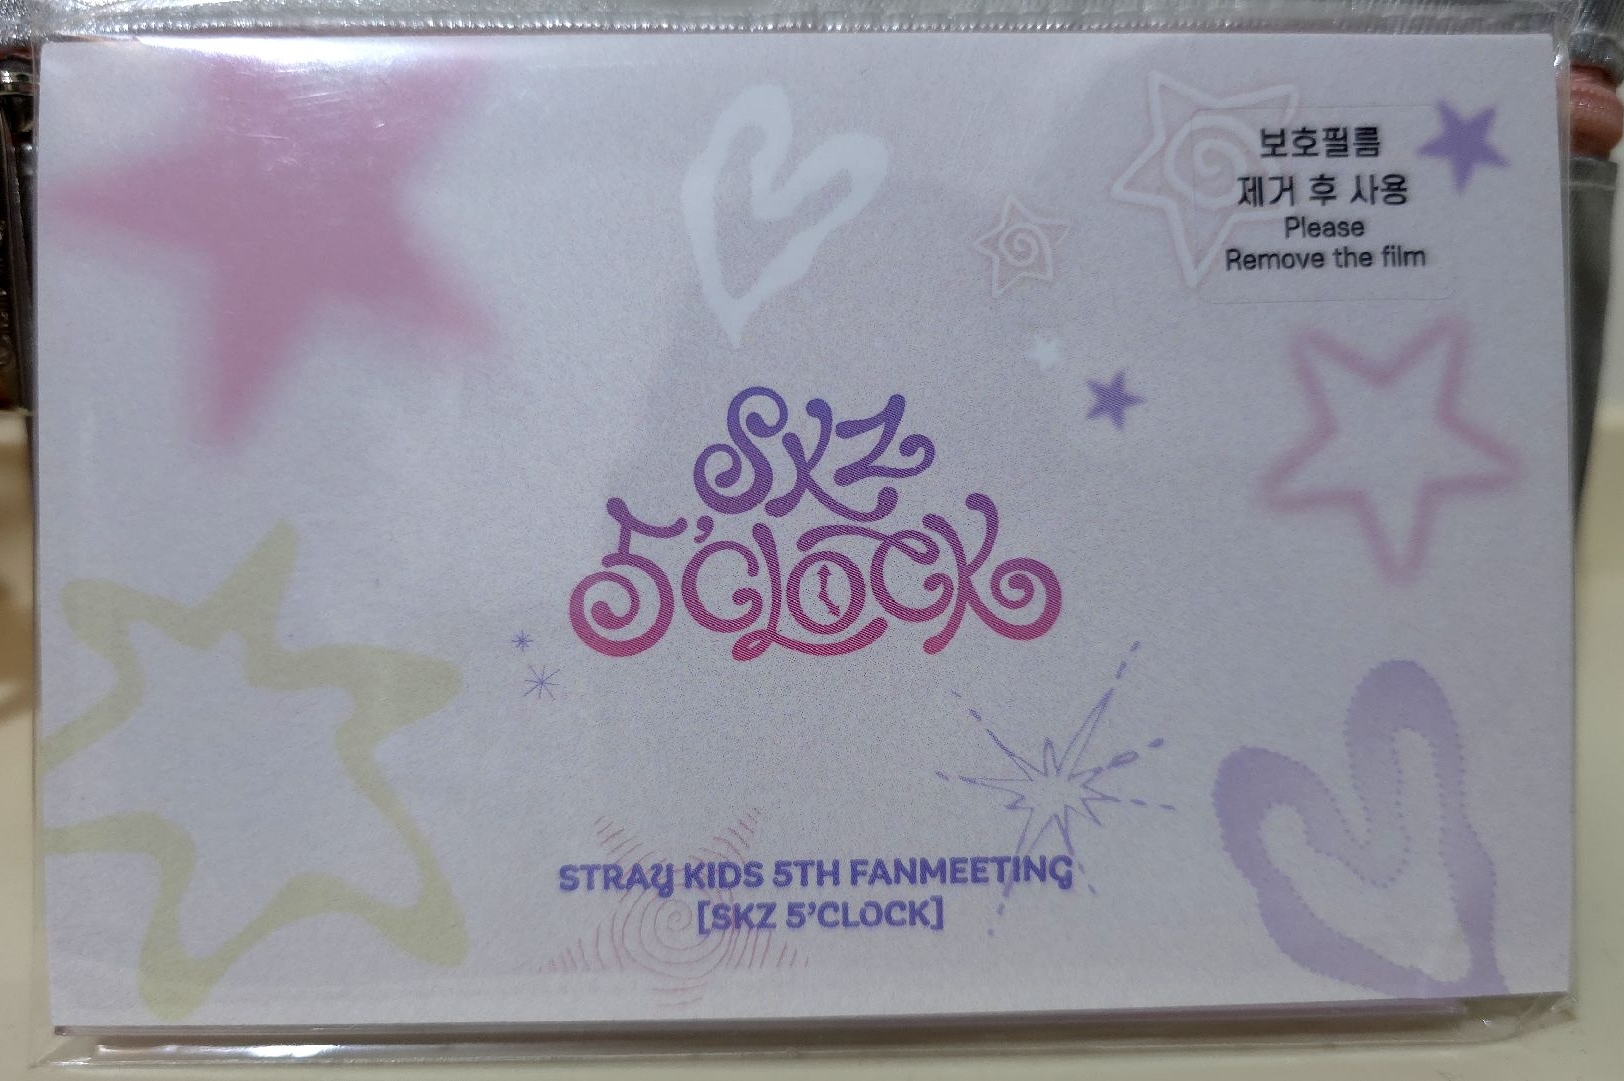 보호필름
제거 후 사용
Please
Remove the film
SKZ
5'CLOCK
STRAY KIDS 5TH FANMEETING
[SKZ 5'CLOCK]